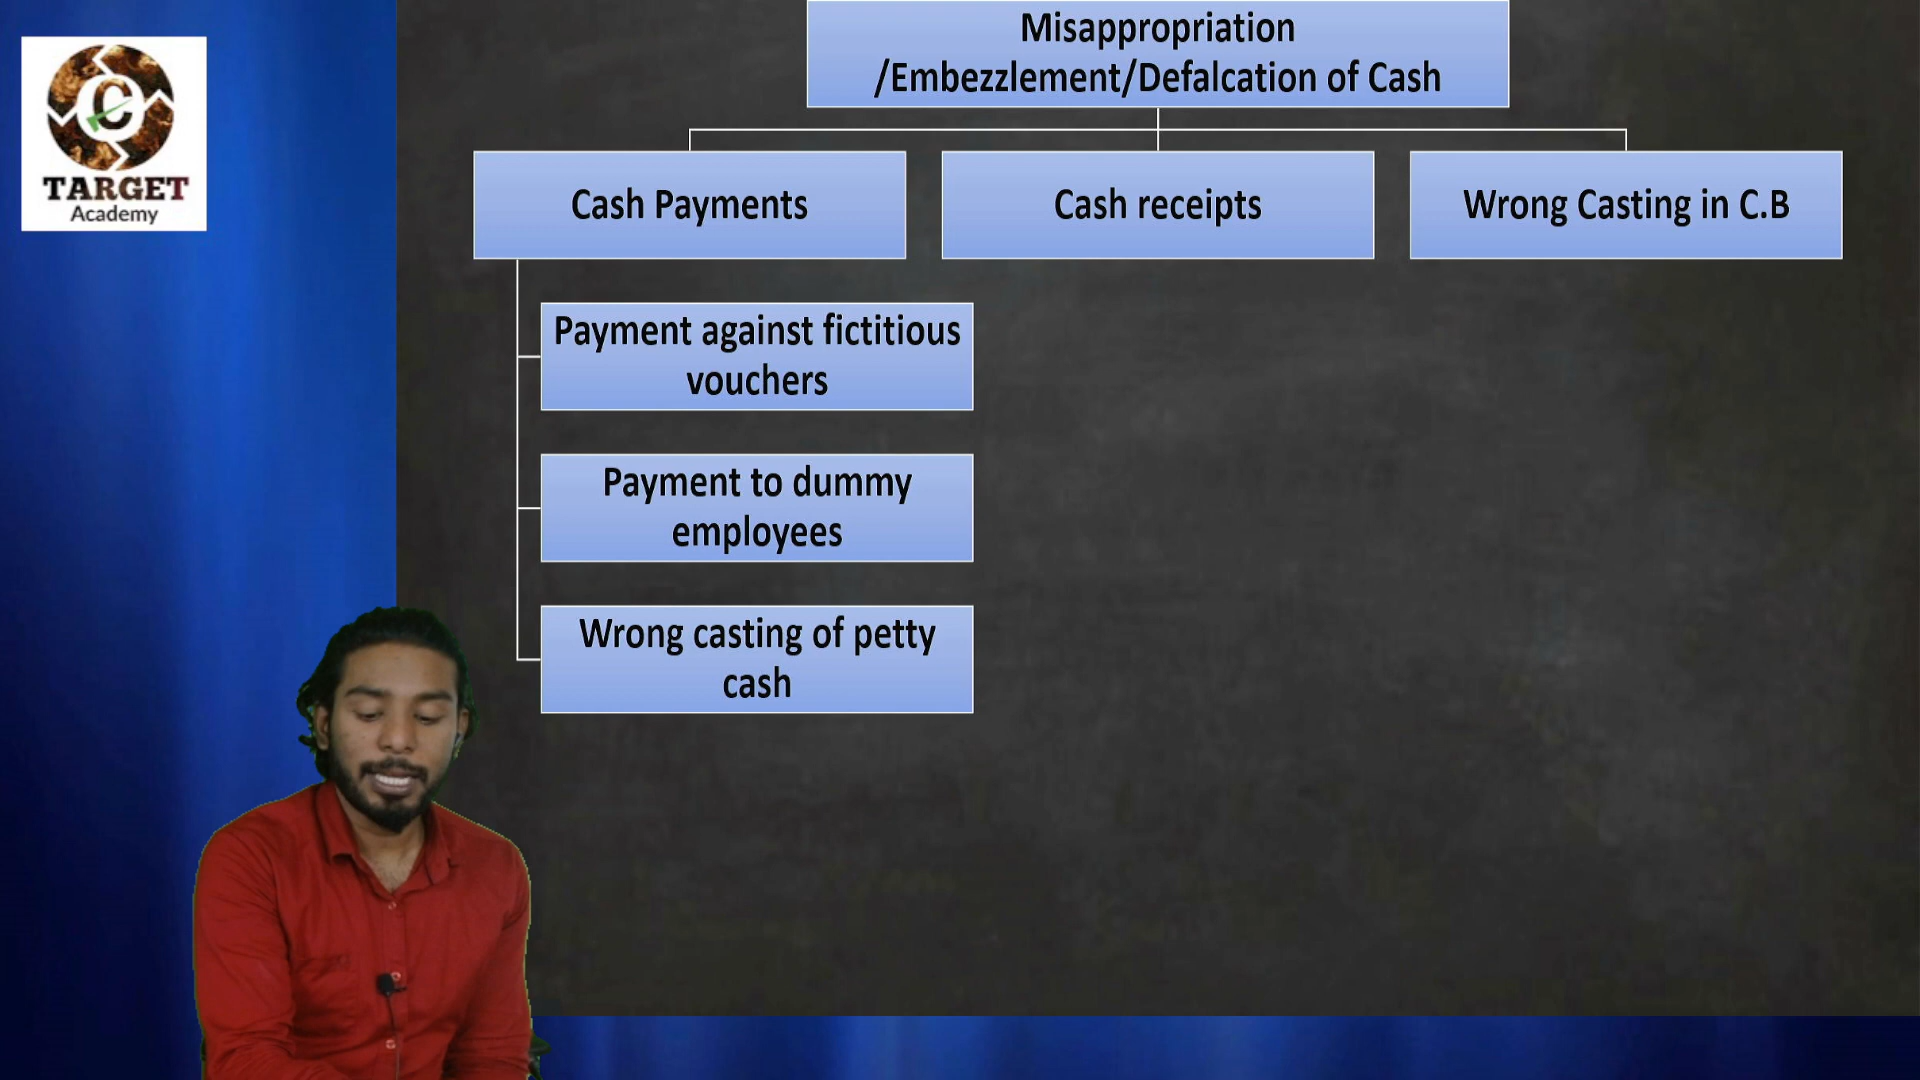 TARGET
Academy
Misappropriation
/Embezzlement/Defalcation of Cash
Cash Payments
Cash receipts
Wrong Casting in C.B
Payment against fictitious
vouchers
Payment to dummy
employees
Wrong casting of petty
cash